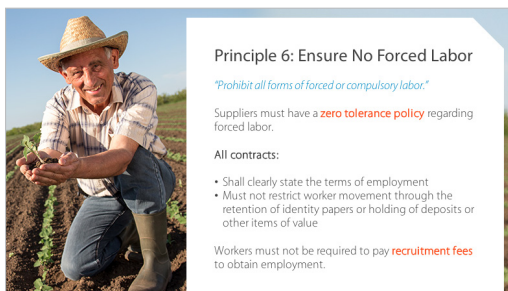 Principle 6: Ensure No Forced Labor
“Prohibit all forms of forced or compulsory labor.”
Suppliers must have a zero tolerance policy regarding
forced labor.
All contracts:
• Shall clearly state the terms of employment
• Must not restrict worker movement through the
retention of identity papers or holding of deposits or
other items of value
Workers must not be required to pay recruitment fees
to obtain employment.